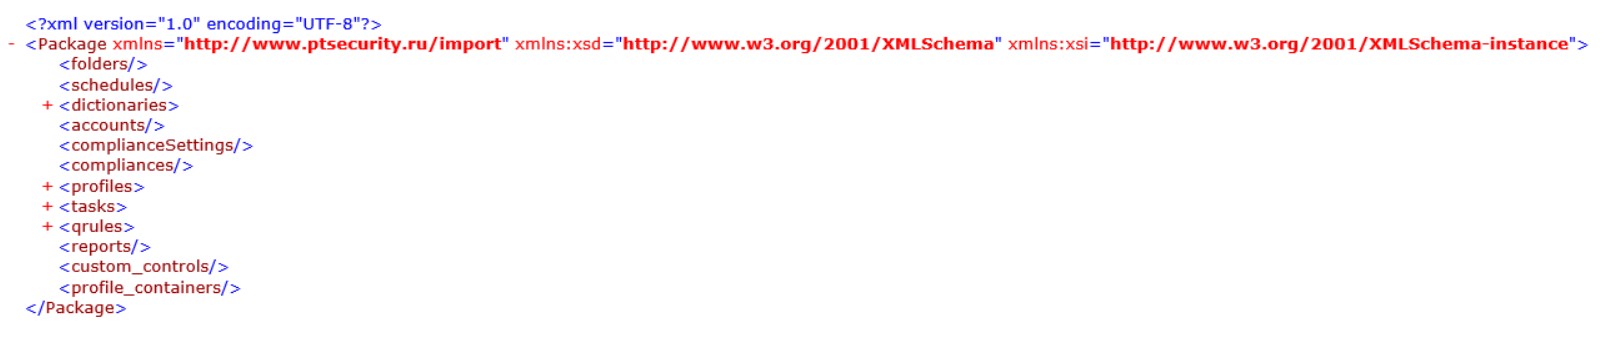 <?xml version="1.0" encoding="UTF-8"?>
- <Package xmlns="http://www.ptsecurity.ru/import" xmlns:xsd="http://www.w3.org/2001/XMLSchema" xmlns:xsi="http://www.w3.org/2001/XMLSchema-instance">
<folders/>
<schedules/>
+ <dictionaries>
<accounts/>
<complianceSettings/>
<compliances/>
+ <profiles>
+ <tasks>
+ <qrules>
<reports/>
<custom_controls/>
<profile_containers/>
</Package>